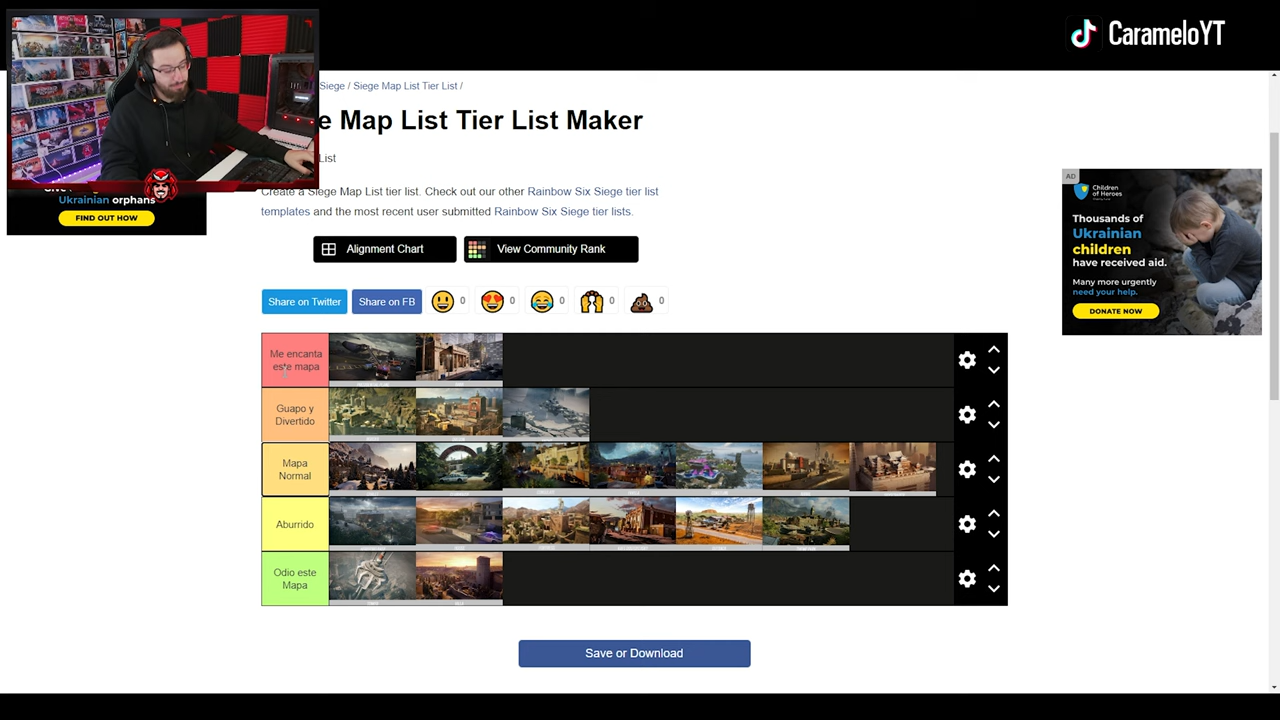 CarameloYT
Siege / Siege Map List Tier List /
e Map List Tier List Maker
List
Create a Siege Map List tier list. Check out our other Rainbow Six Siege tier list
templates and the most recent user submitted Rainbow Six Siege tier lists.
Ukrainian orphans
FIND OUT HOW
Alignment Chart
View Community Rank
Share on Twitter
Share on FB
0
0
0
0
0
AD
Children
of Heroes
Thousands of
Ukrainian
children
have received aid.
Many more urgently
need your help.
DONATE NOW
Me encanta
este mapa
Guapo y
Divertido
Mapa
Normal
Aburrido
Odio este
Mapa
Save or Download